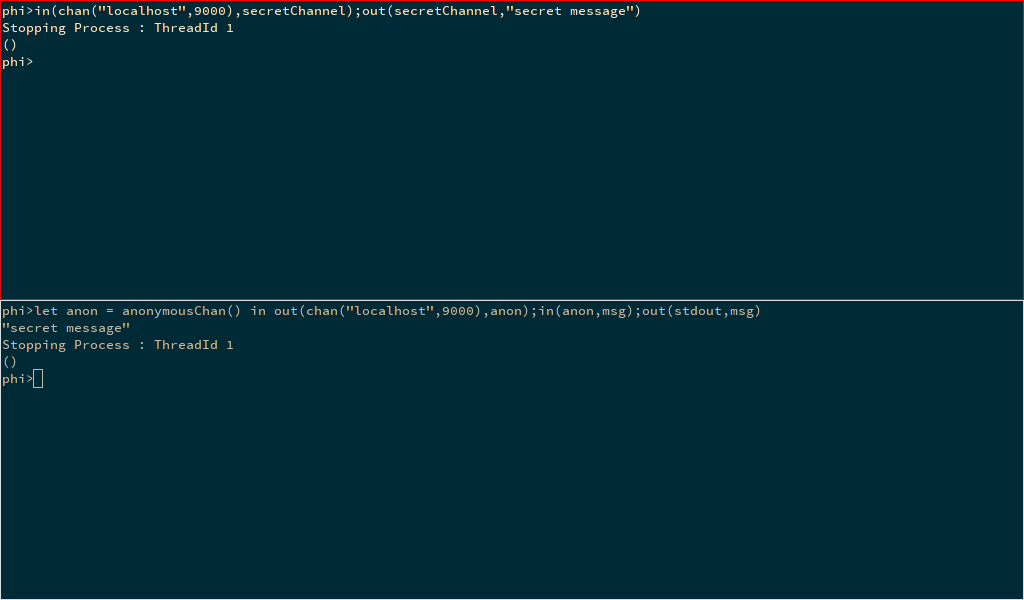 phi>in(chan("localhost",9000),secretChannel);out(secretChannel,"secret message")
Stopping Process : ThreadId 1
()
phi>
phi>let anon = anonymousChan() in out(chan("localhost",9000),anon);in(anon,msg);out(stdout,msg)
"secret message"
Stopping Process : ThreadId 1
()
phi>